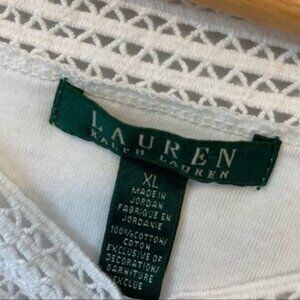 LAUREN
RALPH LAUREN
XL
MADE IN
JORDAN
FABRIQUE EN
JORDANIE
100% COTTON/
COTON
EXCLUSIVE OF
DECORATION/
GARNITURE
EXCLUE